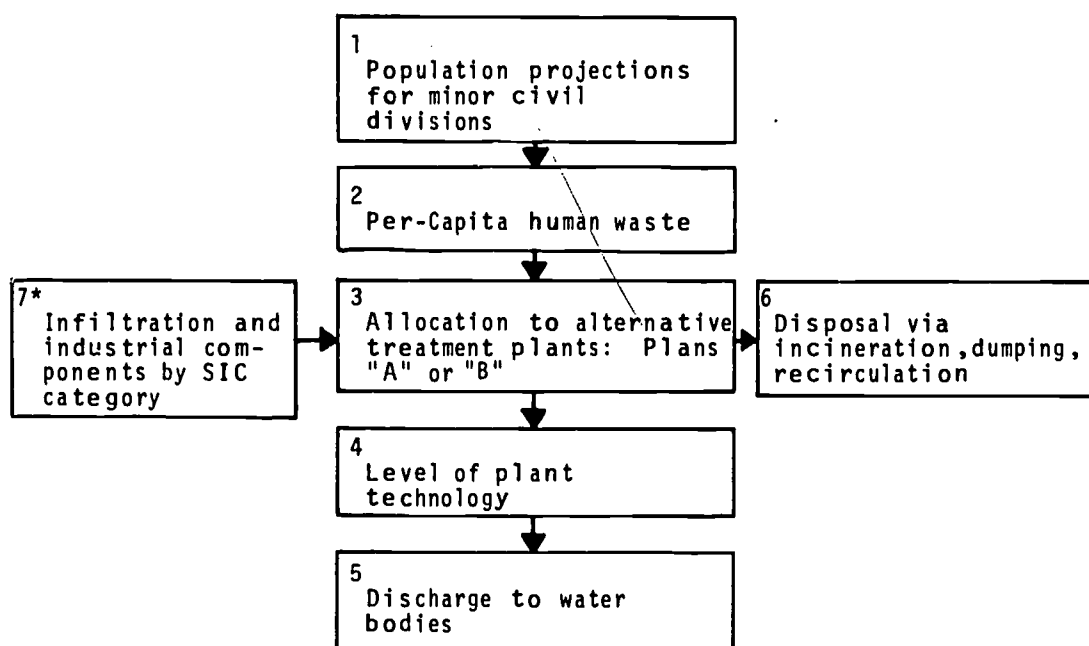 1
Population projections
for minor civil
divisions
2
Per-Capita human waste
7*
Infiltration and
industrial com-
ponents by SIC
category
3
Allocation to alternative
treatment plants: Plans
"A" or "B"
6
Disposal via
incineration,dumping,
recirculation
4
Level of plant
technology
5
Discharge to water
bodies